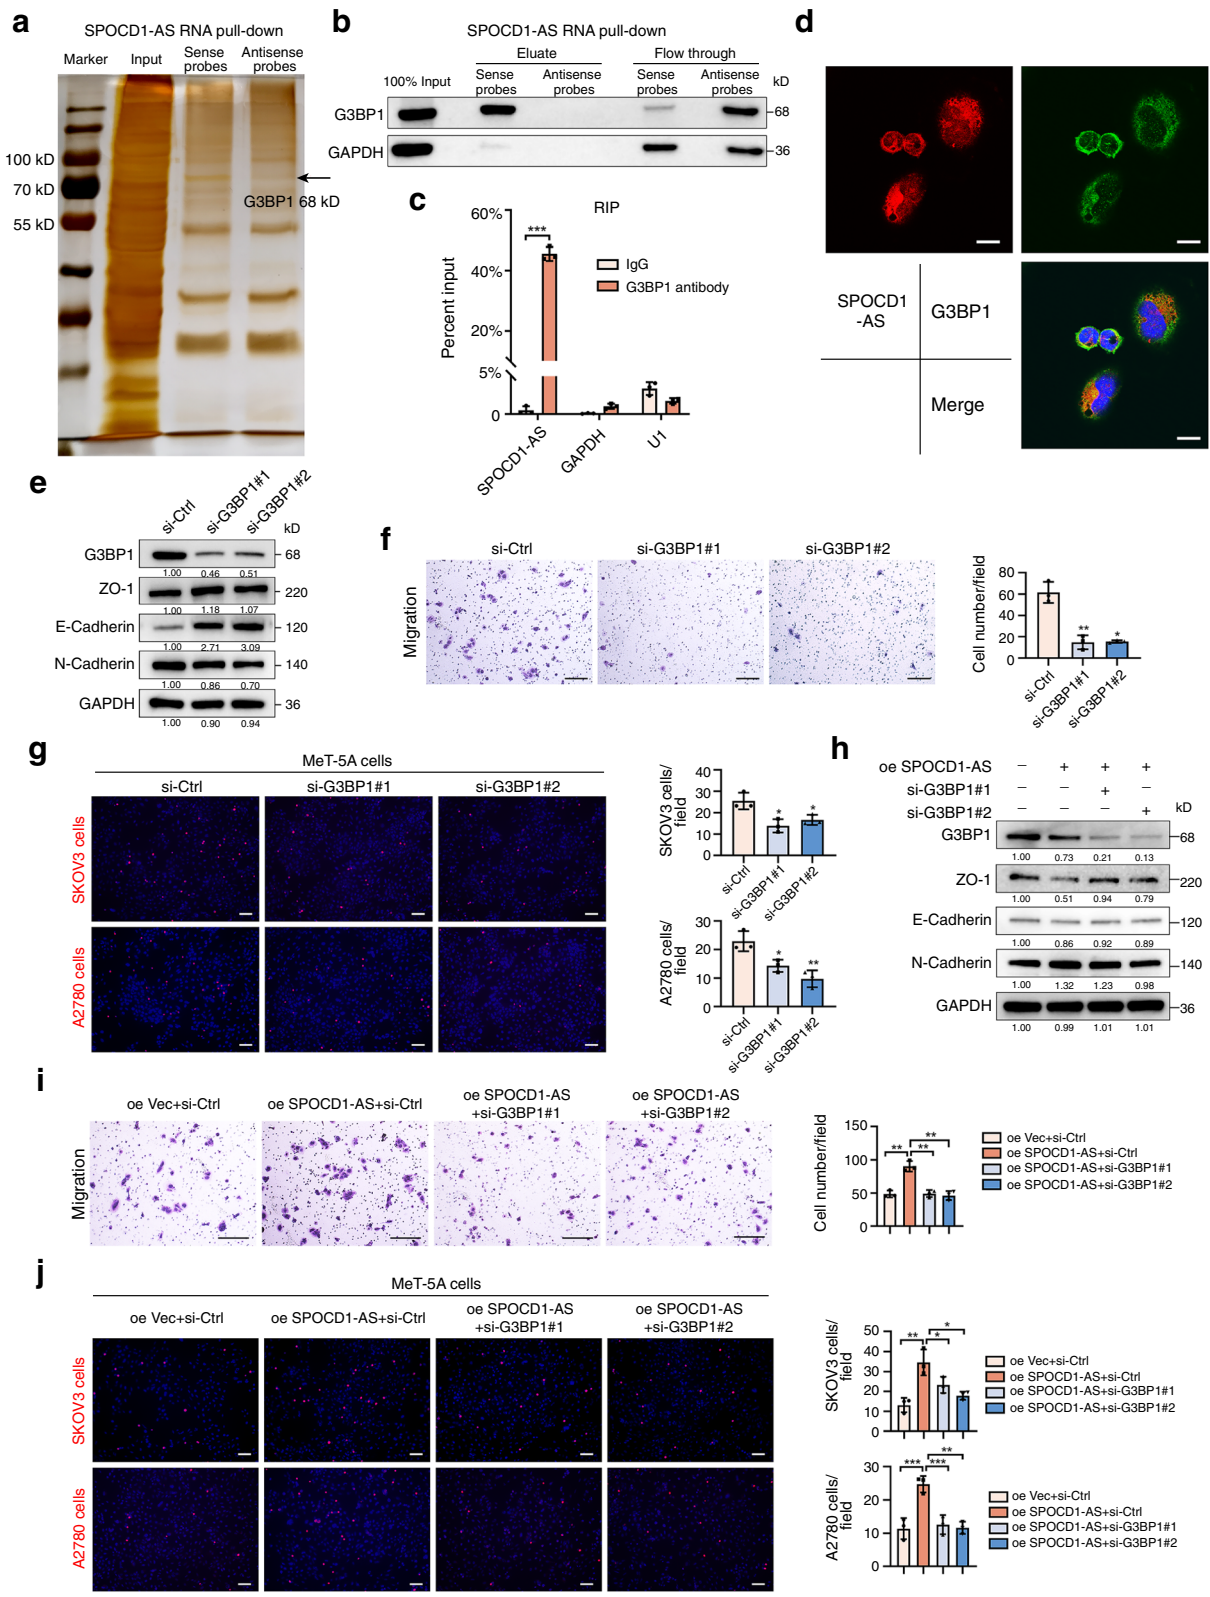 a
SPOCD1-AS RNA pull-down
Marker Input Sense probes Antisense probes
100 kD
70 kD
55 kD
G3BP1 68 kD
b
SPOCD1-AS RNA pull-down
Eluate Flow through
100% Input Sense probes Antisense probes Sense probes Antisense probes kD
G3BP1 68
GAPDH 36
c
RIP
Percent input
60%
40%
20%
5%
0
***
IgG
G3BP1 antibody
SPOCD1-AS GAPDH U1
d
SPOCD1-AS
G3BP1
Merge
e
si-Ctrl si-G3BP1#1 si-G3BP1#2
kD
G3BP1 68
1.00 0.46 0.51
ZO-1 220
1.00 1.18 1.07
E-Cadherin 120
1.00 2.71 3.09
N-Cadherin 140
1.00 0.86 0.70
GAPDH 36
1.00 0.90 0.94
f
si-Ctrl si-G3BP1#1 si-G3BP1#2
Migration
Cell number/field
80
60
40
20
0
** *
si-Ctrl si-G3BP1#1 si-G3BP1#2
g
MeT-5A cells
si-Ctrl si-G3BP1#1 si-G3BP1#2
SKOV3 cells
A2780 cells
SKOV3 cells/field
40
30
20
10
0
* *
si-Ctrl si-G3BP1#1 si-G3BP1#2
A2780 cells/field
30
20
10
0
* **
si-Ctrl si-G3BP1#1 si-G3BP1#2
h
oe SPOCD1-AS − + + +
si-G3BP1#1 − − + −
si-G3BP1#2 − − − +
kD
G3BP1 68
1.00 0.73 0.21 0.13
ZO-1 220
1.00 0.51 0.94 0.79
E-Cadherin 120
1.00 0.86 0.92 0.89
N-Cadherin 140
1.00 1.32 1.23 0.98
GAPDH 36
1.00 0.99 1.01 1.01
i
oe Vec+si-Ctrl oe SPOCD1-AS+si-Ctrl oe SPOCD1-AS +si-G3BP1#1 oe SPOCD1-AS +si-G3BP1#2
Migration
Cell number/field
150
100
50
0
** ** **
oe Vec+si-Ctrl
oe SPOCD1-AS+si-Ctrl
oe SPOCD1-AS+si-G3BP1#1
oe SPOCD1-AS+si-G3BP1#2
j
MeT-5A cells
oe Vec+si-Ctrl oe SPOCD1-AS+si-Ctrl oe SPOCD1-AS +si-G3BP1#1 oe SPOCD1-AS +si-G3BP1#2
SKOV3 cells
A2780 cells
SKOV3 cells/field
50
40
30
20
10
0
** * *
oe Vec+si-Ctrl
oe SPOCD1-AS+si-Ctrl
oe SPOCD1-AS+si-G3BP1#1
oe SPOCD1-AS+si-G3BP1#2
A2780 cells/field
30
20
10
0
*** *** **
oe Vec+si-Ctrl
oe SPOCD1-AS+si-Ctrl
oe SPOCD1-AS+si-G3BP1#1
oe SPOCD1-AS+si-G3BP1#2